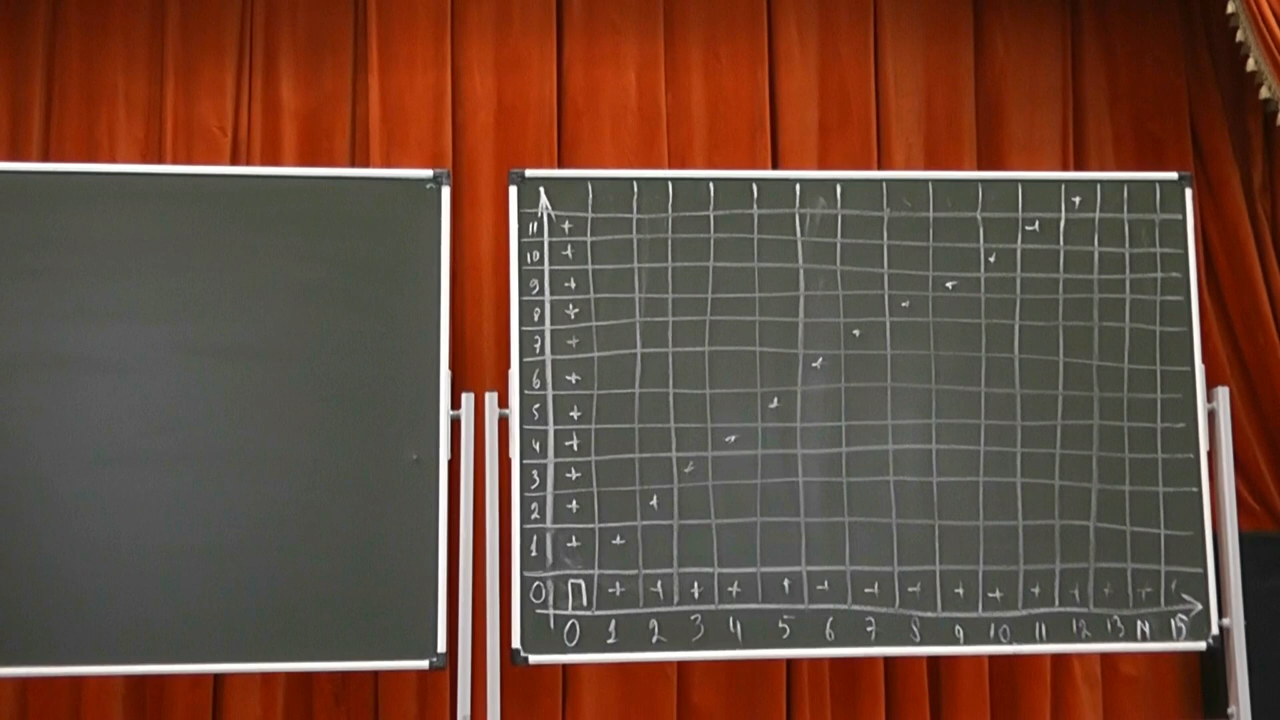 +
11 + +
10 + +
9 + +
8 + +
7 + +
6 + +
5 + +
4 + +
3 + +
2 + +
1 + +
0 П + + + + + + + + + + + + + +
0 1 2 3 4 5 6 7 8 9 10 11 12 13 14 15